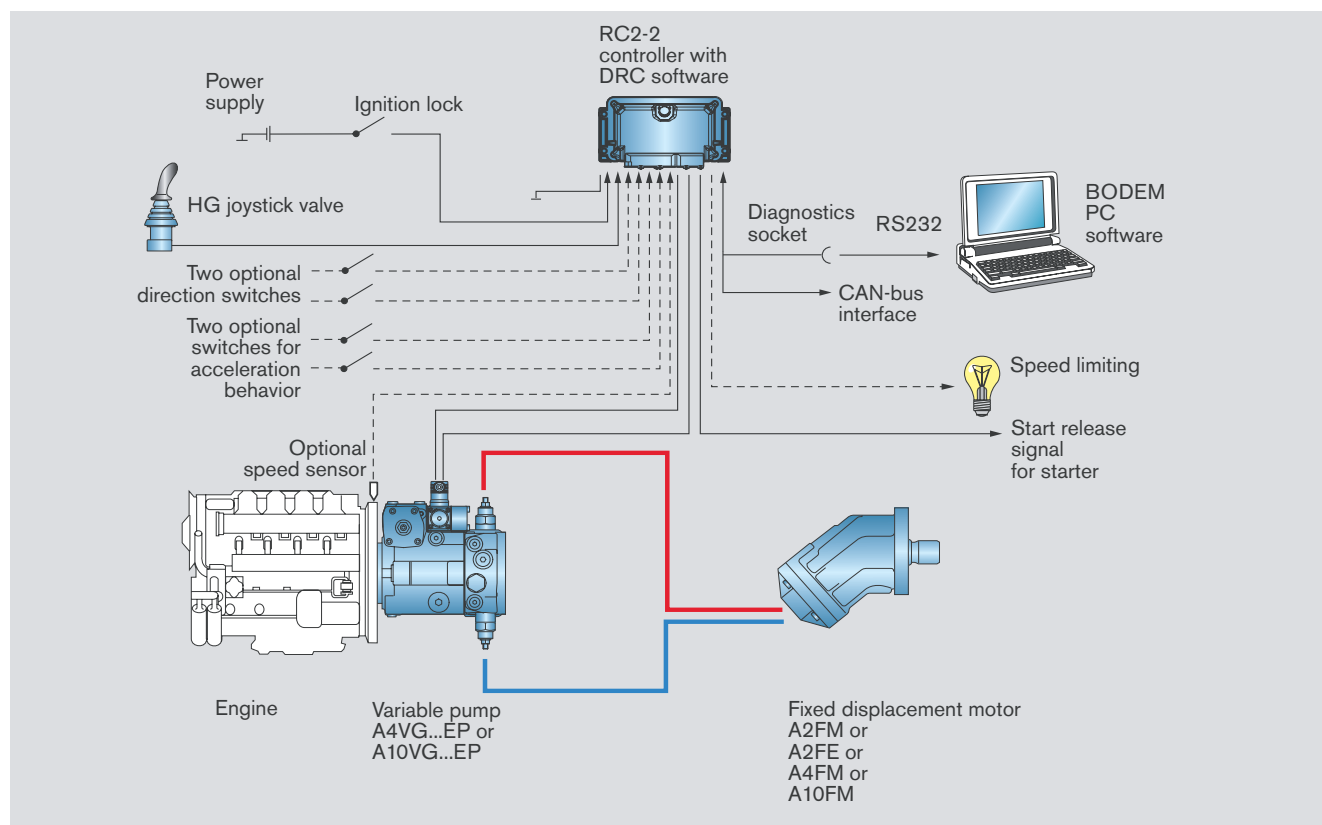 RC2-2
controller with
DRC software
Power
supply
Ignition lock
HG joystick valve
Diagnostics
socket
RS232
BODEM
PC
software
Two optional
direction switches
CAN-bus
interface
Two optional
switches for
acceleration
behavior
Speed limiting
Start release
signal
for starter
Optional
speed sensor
Engine
Variable pump
A4VG...EP or
A10VG...EP
Fixed displacement motor
A2FM or
A2FE or
A4FM or
A10FM